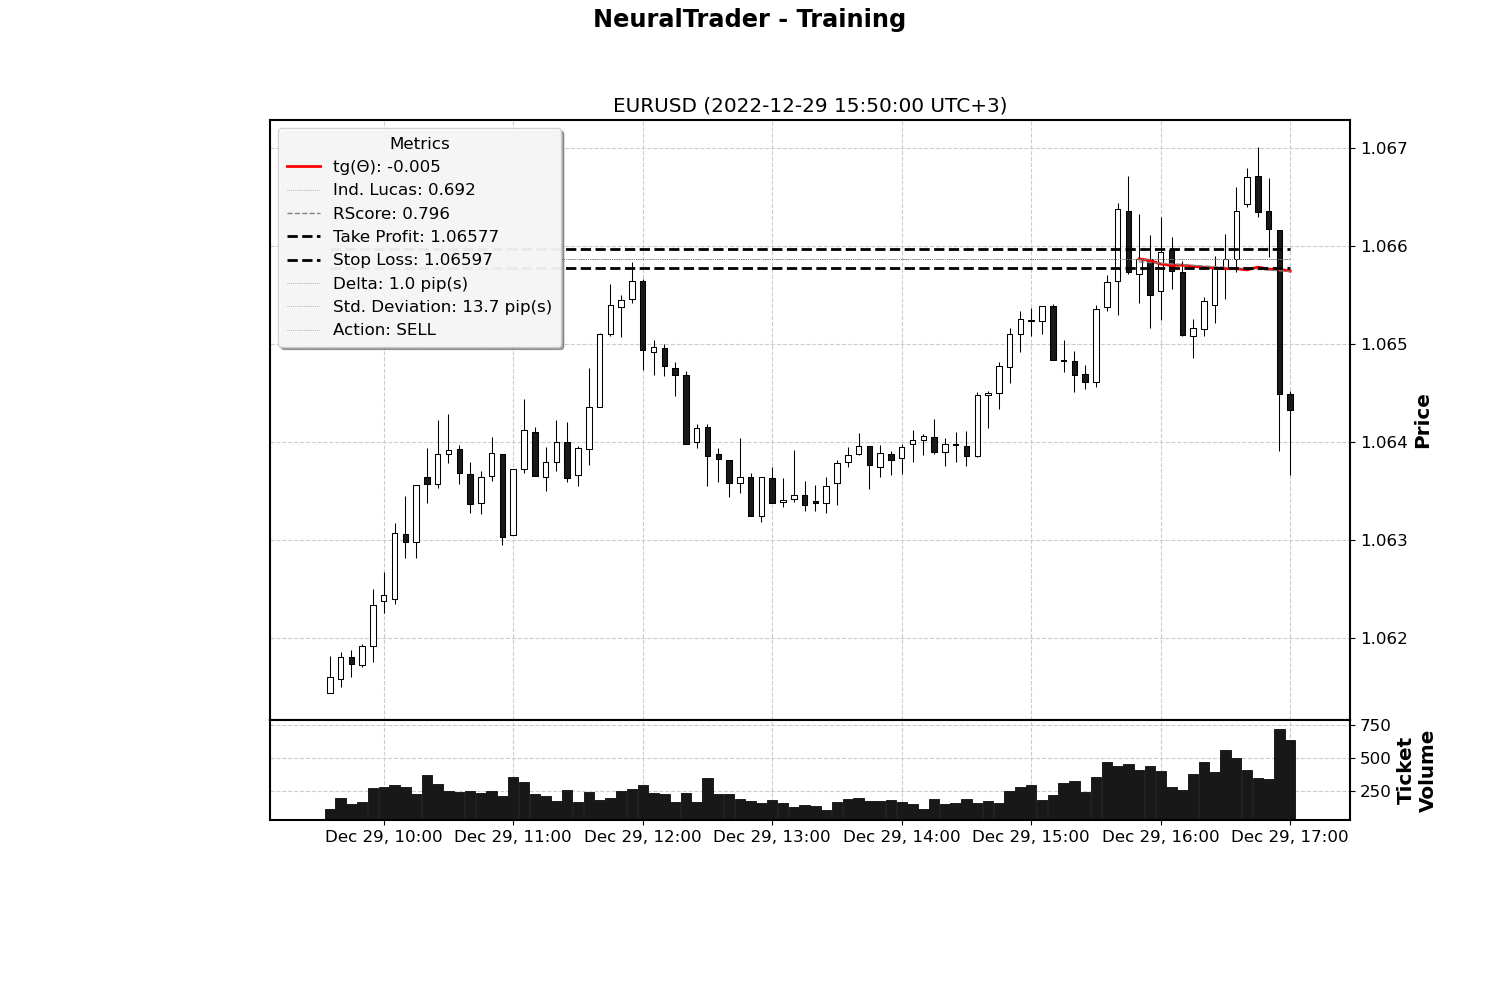 NeuralTrader - Training
EURUSD (2022-12-29 15:50:00 UTC+3)
Metrics
tg(Θ): -0.005
Ind. Lucas: 0.692
RScore: 0.796
Take Profit: 1.06577
Stop Loss: 1.06597
Delta: 1.0 pip(s)
Std. Deviation: 13.7 pip(s)
Action: SELL
1.067
1.066
1.065
1.064
1.063
1.062
Price
750
500
250
Ticket
Volume
Dec 29, 10:00 Dec 29, 11:00 Dec 29, 12:00 Dec 29, 13:00 Dec 29, 14:00 Dec 29, 15:00 Dec 29, 16:00 Dec 29, 17:00